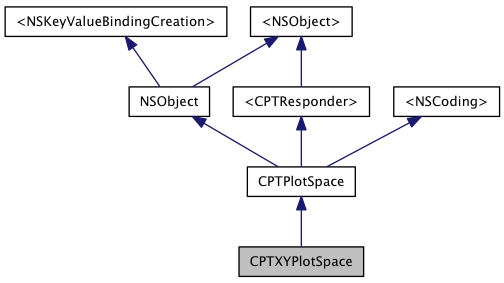 <NSKeyValueBindingCreation>
<NSObject>
NSObject
<CPTResponder>
<NSCoding>
CPTPlotSpace
CPTXYPlotSpace